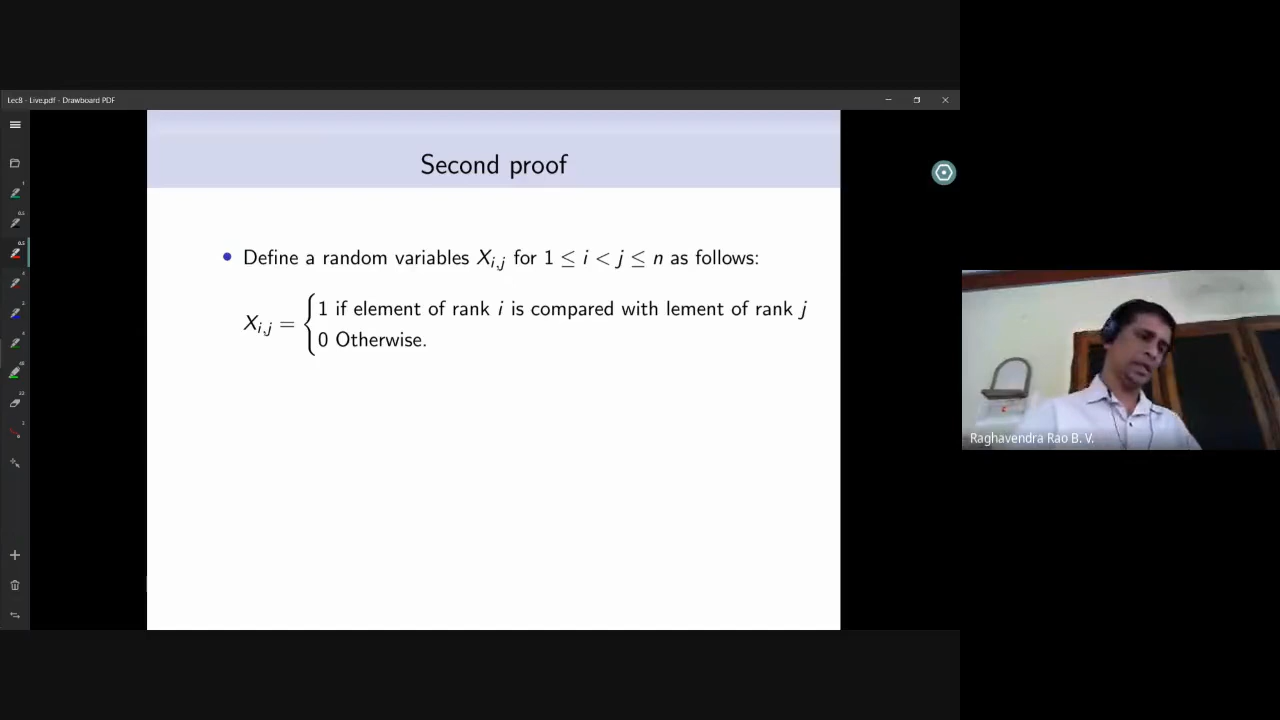 Lec8 - Live.pdf - Drawboard PDF
Second proof
• Define a random variables X_{i,j} for 1 ≤ i < j ≤ n as follows:
X_{i,j} = { 1 if element of rank i is compared with lement of rank j
0 Otherwise.
Raghavendra Rao B. V.